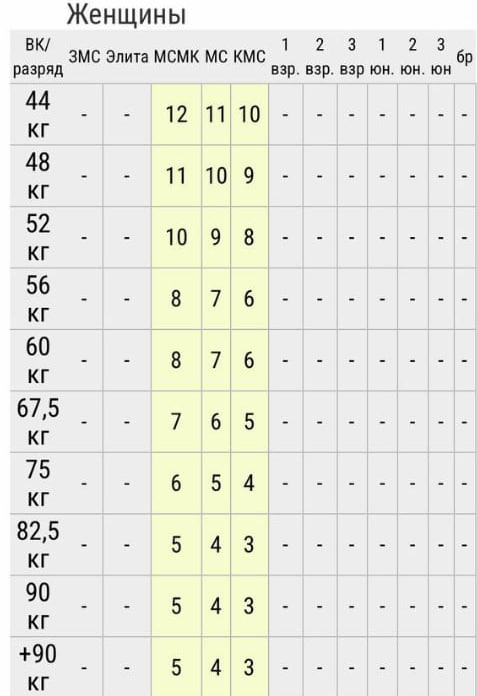 Женщины
ВК/ разряд ЗМС Элита МСМК МС КМС 1 взр. 2 взр. 3 взр 1 юн. 2 юн. 3 юн бр
44 кг - - 12 11 10 - - - - - - -
48 кг - - 11 10 9 - - - - - - -
52 кг - - 10 9 8 - - - - - - -
56 кг - - 8 7 6 - - - - - - -
60 кг - - 8 7 6 - - - - - - -
67,5 кг - - 7 6 5 - - - - - - -
75 кг - - 6 5 4 - - - - - - -
82,5 кг - - 5 4 3 - - - - - - -
90 кг - - 5 4 3 - - - - - - -
+90 кг - - 5 4 3 - - - - - - -